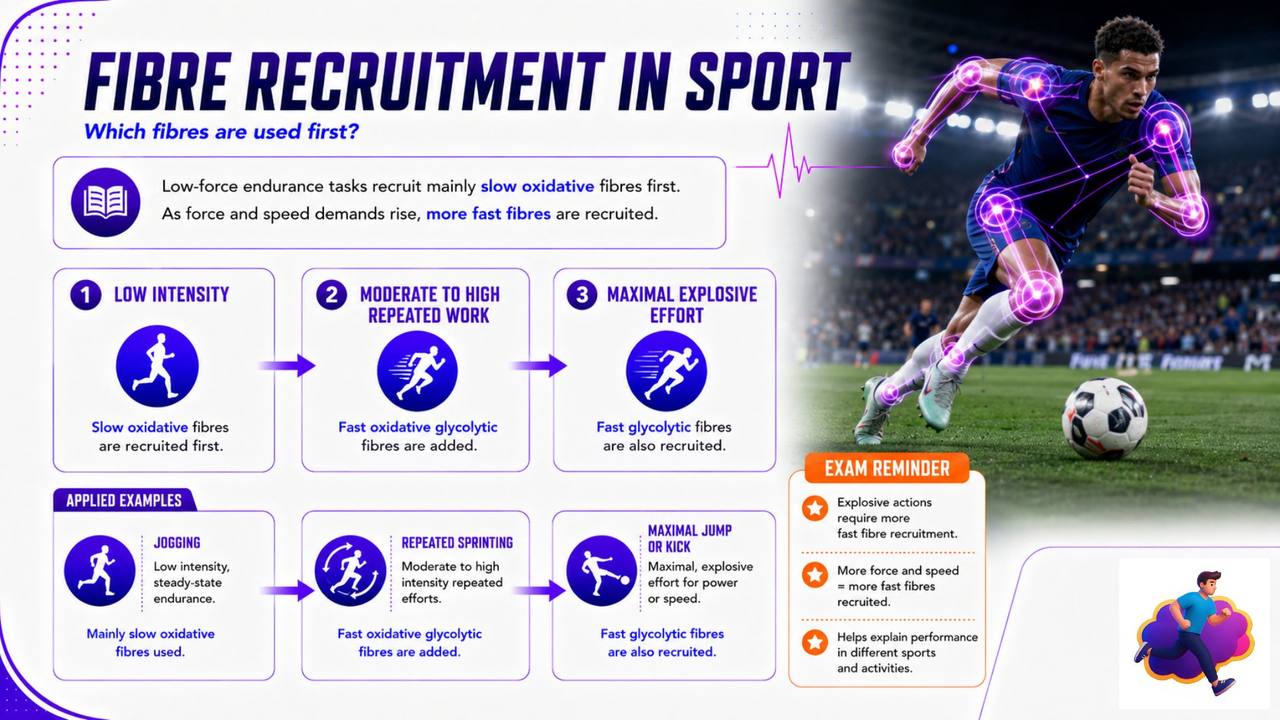 FIBRE RECRUITMENT IN SPORT
Which fibres are used first?
Low-force endurance tasks recruit mainly slow oxidative fibres first.
As force and speed demands rise, more fast fibres are recruited.
1 LOW INTENSITY
Slow oxidative fibres
are recruited first.
2 MODERATE TO HIGH
REPEATED WORK
Fast oxidative glycolytic
fibres are added.
3 MAXIMAL EXPLOSIVE
EFFORT
Fast glycolytic fibres
are also recruited.
APPLIED EXAMPLES
JOGGING
Low intensity,
steady-state
endurance.
Mainly slow oxidative
fibres used.
REPEATED SPRINTING
Moderate to high
intensity repeated
efforts.
Fast oxidative glycolytic
fibres are added.
MAXIMAL JUMP
OR KICK
Maximal, explosive
effort for power
or speed.
Fast glycolytic fibres
are also recruited.
EXAM REMINDER
Explosive actions
require more
fast fibre recruitment.
More force and speed
= more fast fibres
recruited.
Helps explain performance
in different sports
and activities.